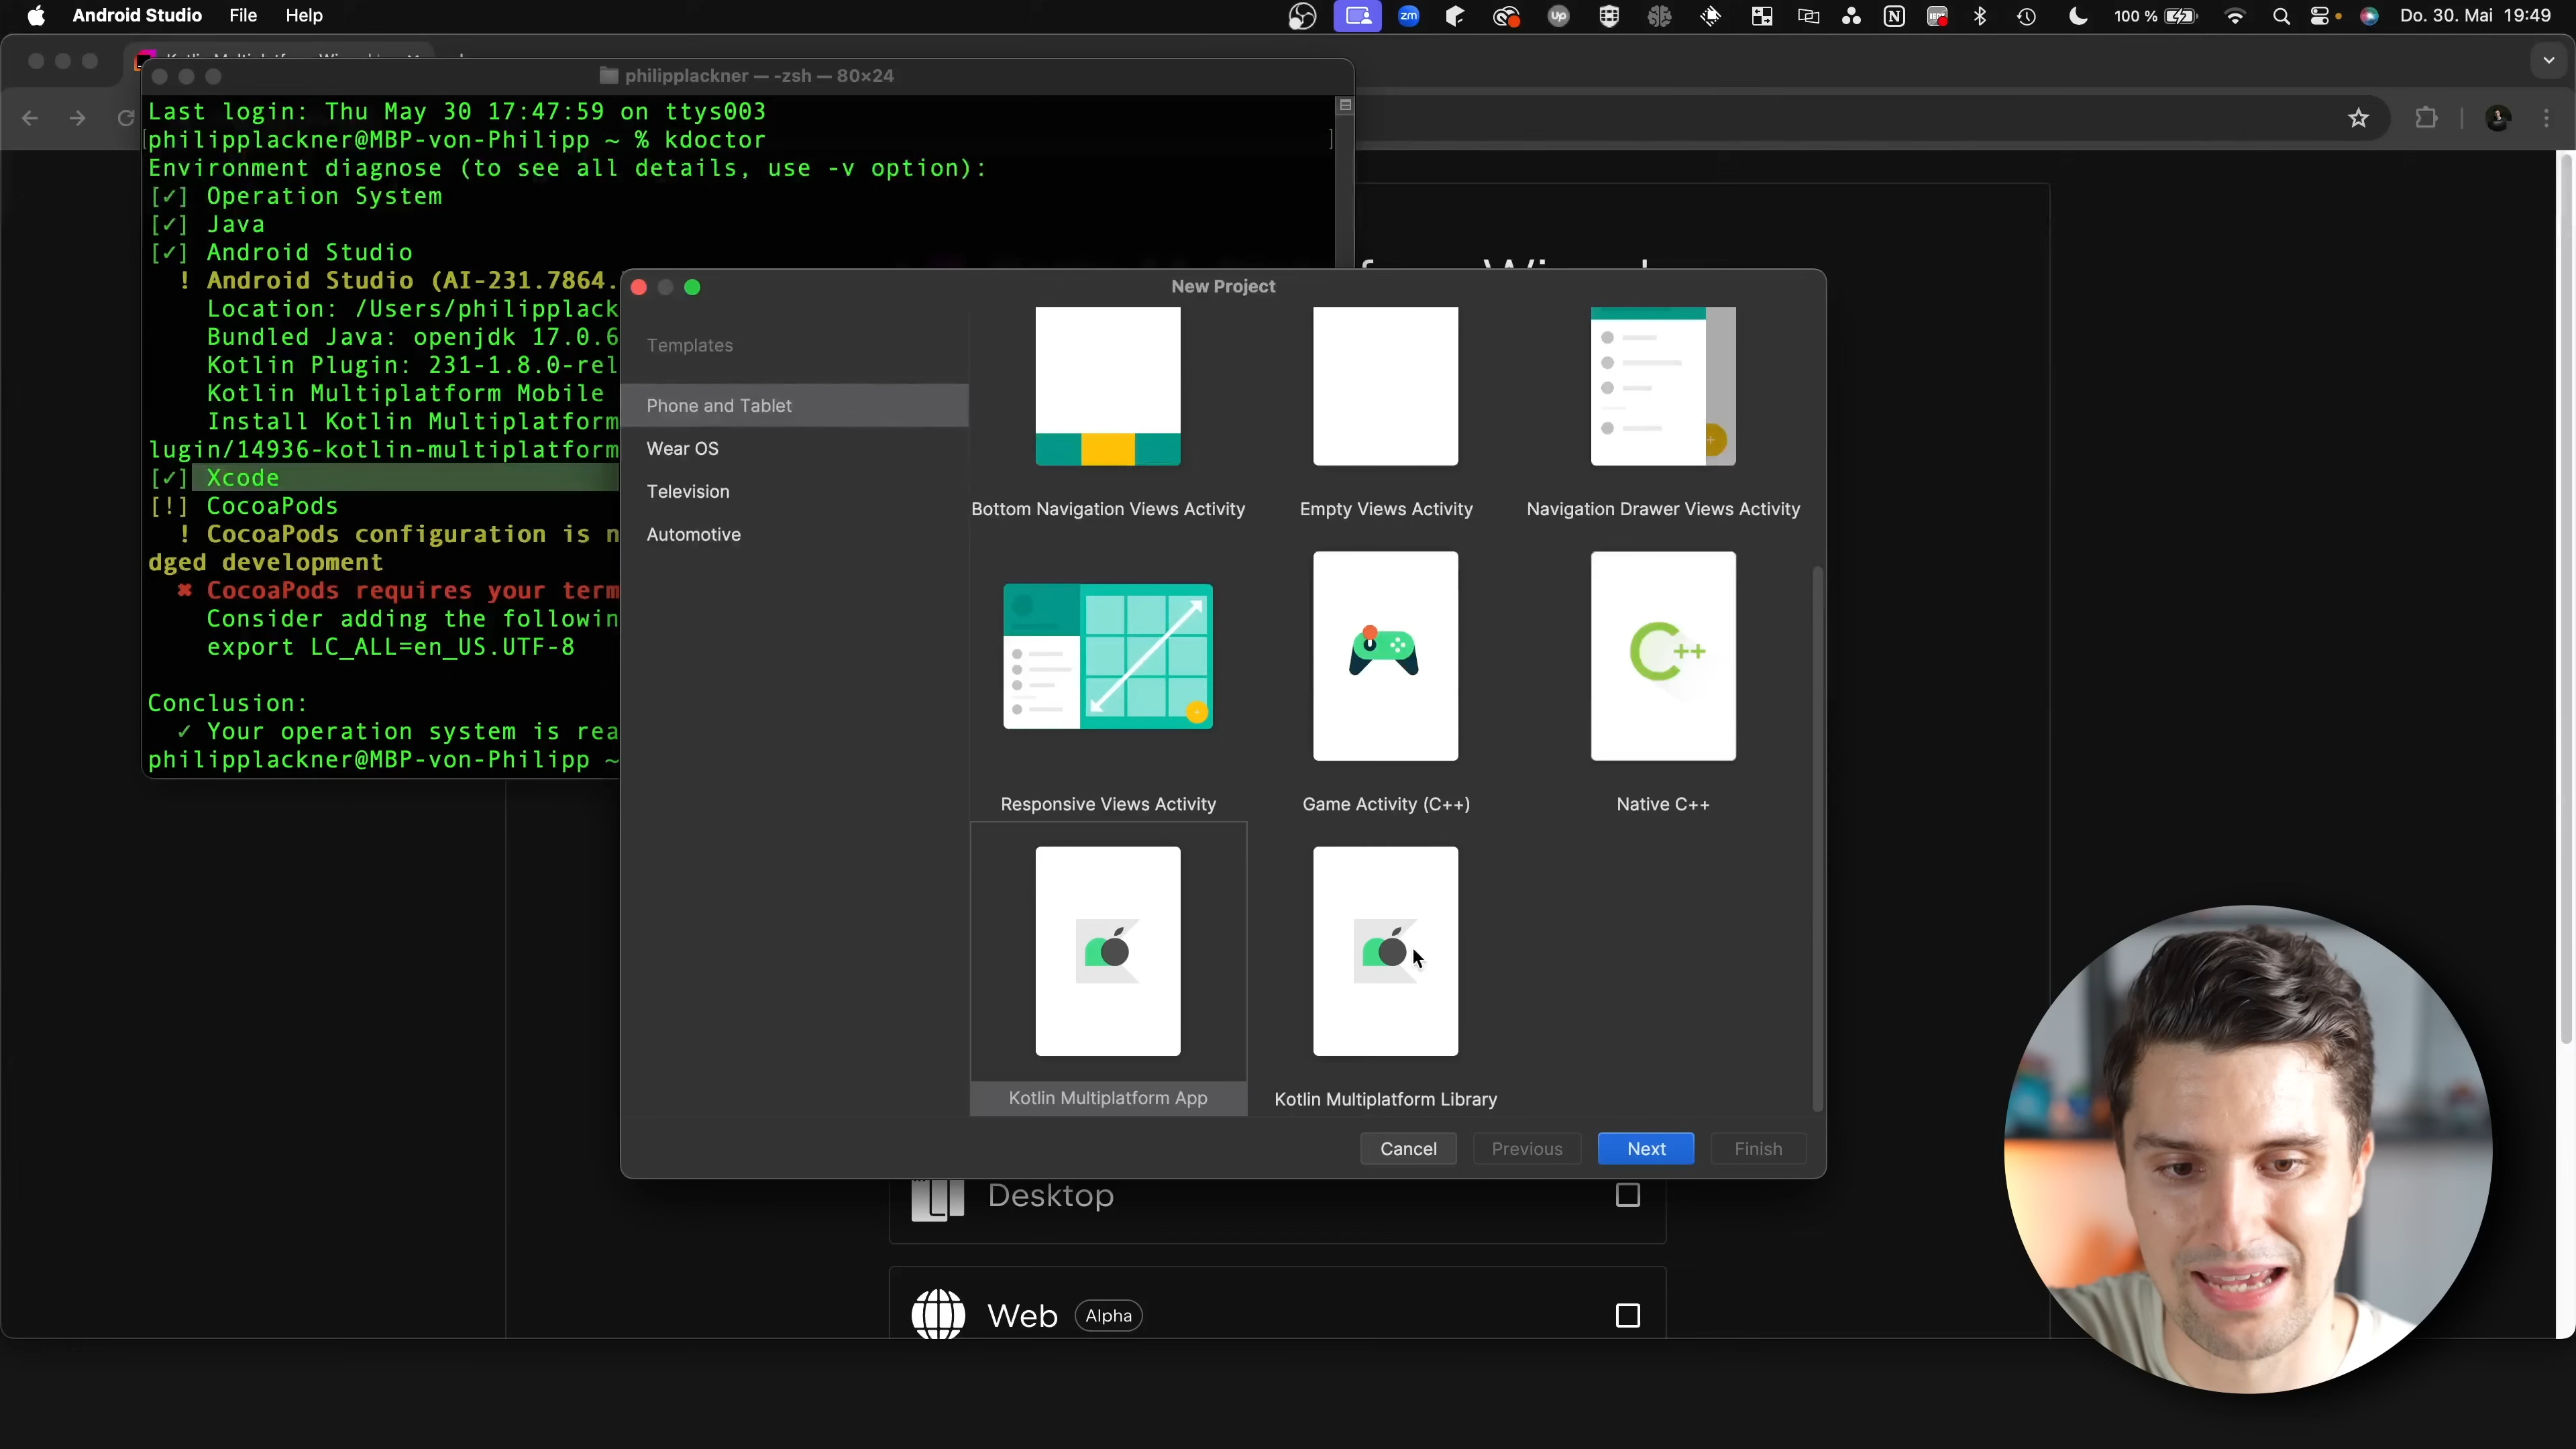 Android Studio File Help
zm
Up
N
100 %
Do. 30. Mai 19:49
philipplackner — -zsh — 80×24
Last login: Thu May 30 17:47:59 on ttys003
philipplackner@MBP-von-Philipp ~ % kdoctor
Environment diagnose (to see all details, use -v option):
[✓] Operation System
[✓] Java
[✓] Android Studio
! Android Studio (AI-231.7864.
Location: /Users/philipplack
Bundled Java: openjdk 17.0.6
Kotlin Plugin: 231-1.8.0-rel
Kotlin Multiplatform Mobile
Install Kotlin Multiplatform
lugin/14936-kotlin-multiplatform
[✓] Xcode
[!] CocoaPods
! CocoaPods configuration is n
dged development
✖ CocoaPods requires your term
Consider adding the followin
export LC_ALL=en_US.UTF-8
Conclusion:
✓ Your operation system is rea
philipplackner@MBP-von-Philipp ~
New Project
Templates
Phone and Tablet
Wear OS
Television
Automotive
Bottom Navigation Views Activity
Empty Views Activity
Navigation Drawer Views Activity
C++
Responsive Views Activity
Game Activity (C++)
Native C++
Kotlin Multiplatform App
Kotlin Multiplatform Library
Cancel
Previous
Next
Finish
Desktop
Web Alpha